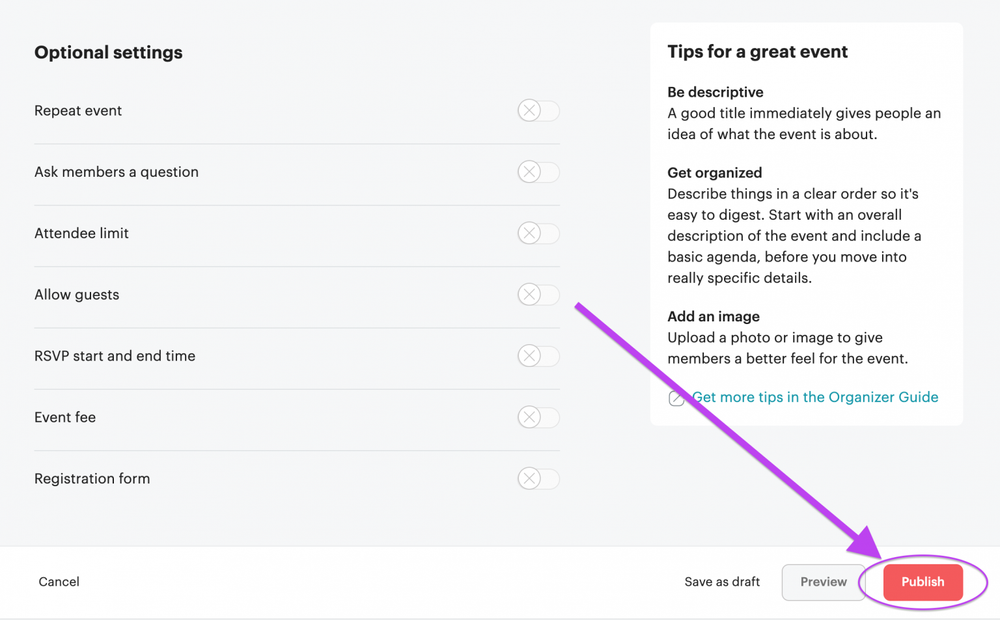 Optional settings
Repeat event
Ask members a question
Attendee limit
Allow guests
RSVP start and end time
Event fee
Registration form
Tips for a great event
Be descriptive
A good title immediately gives people an
idea of what the event is about.
Get organized
Describe things in a clear order so it's
easy to digest. Start with an overall
description of the event and include a
basic agenda, before you move into
really specific details.
Add an image
Upload a photo or image to give
members a better feel for the event.
Get more tips in the Organizer Guide
Cancel
Save as draft
Preview
Publish